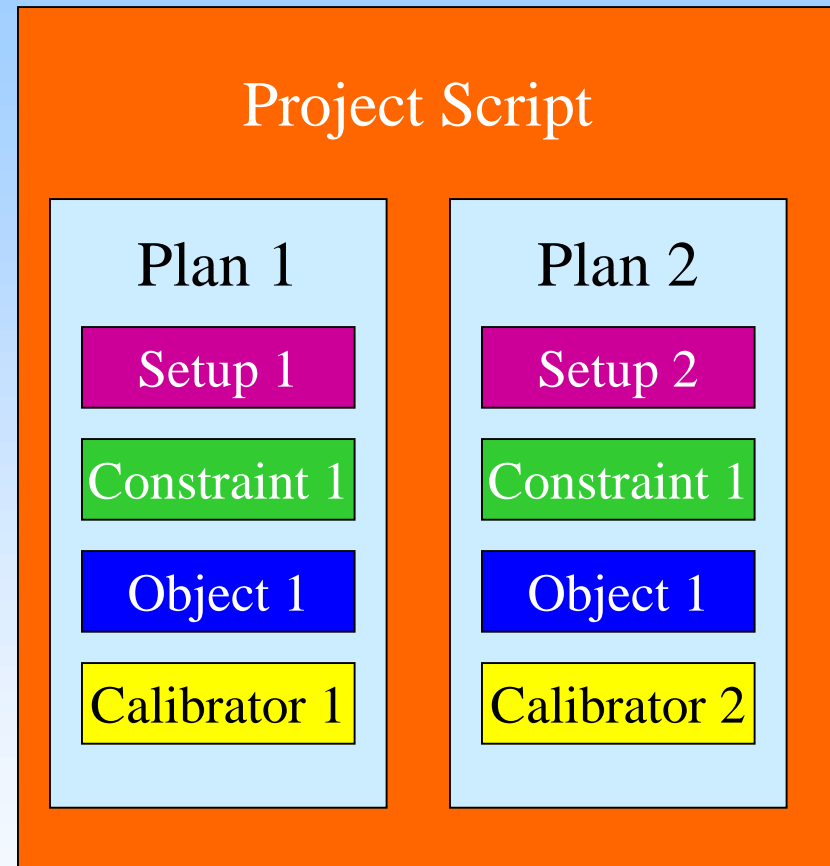 Project Script
Plan 1
Setup 1
Constraint 1
Object 1
Calibrator 1
Plan 2
Setup 2
Constraint 1
Object 1
Calibrator 2